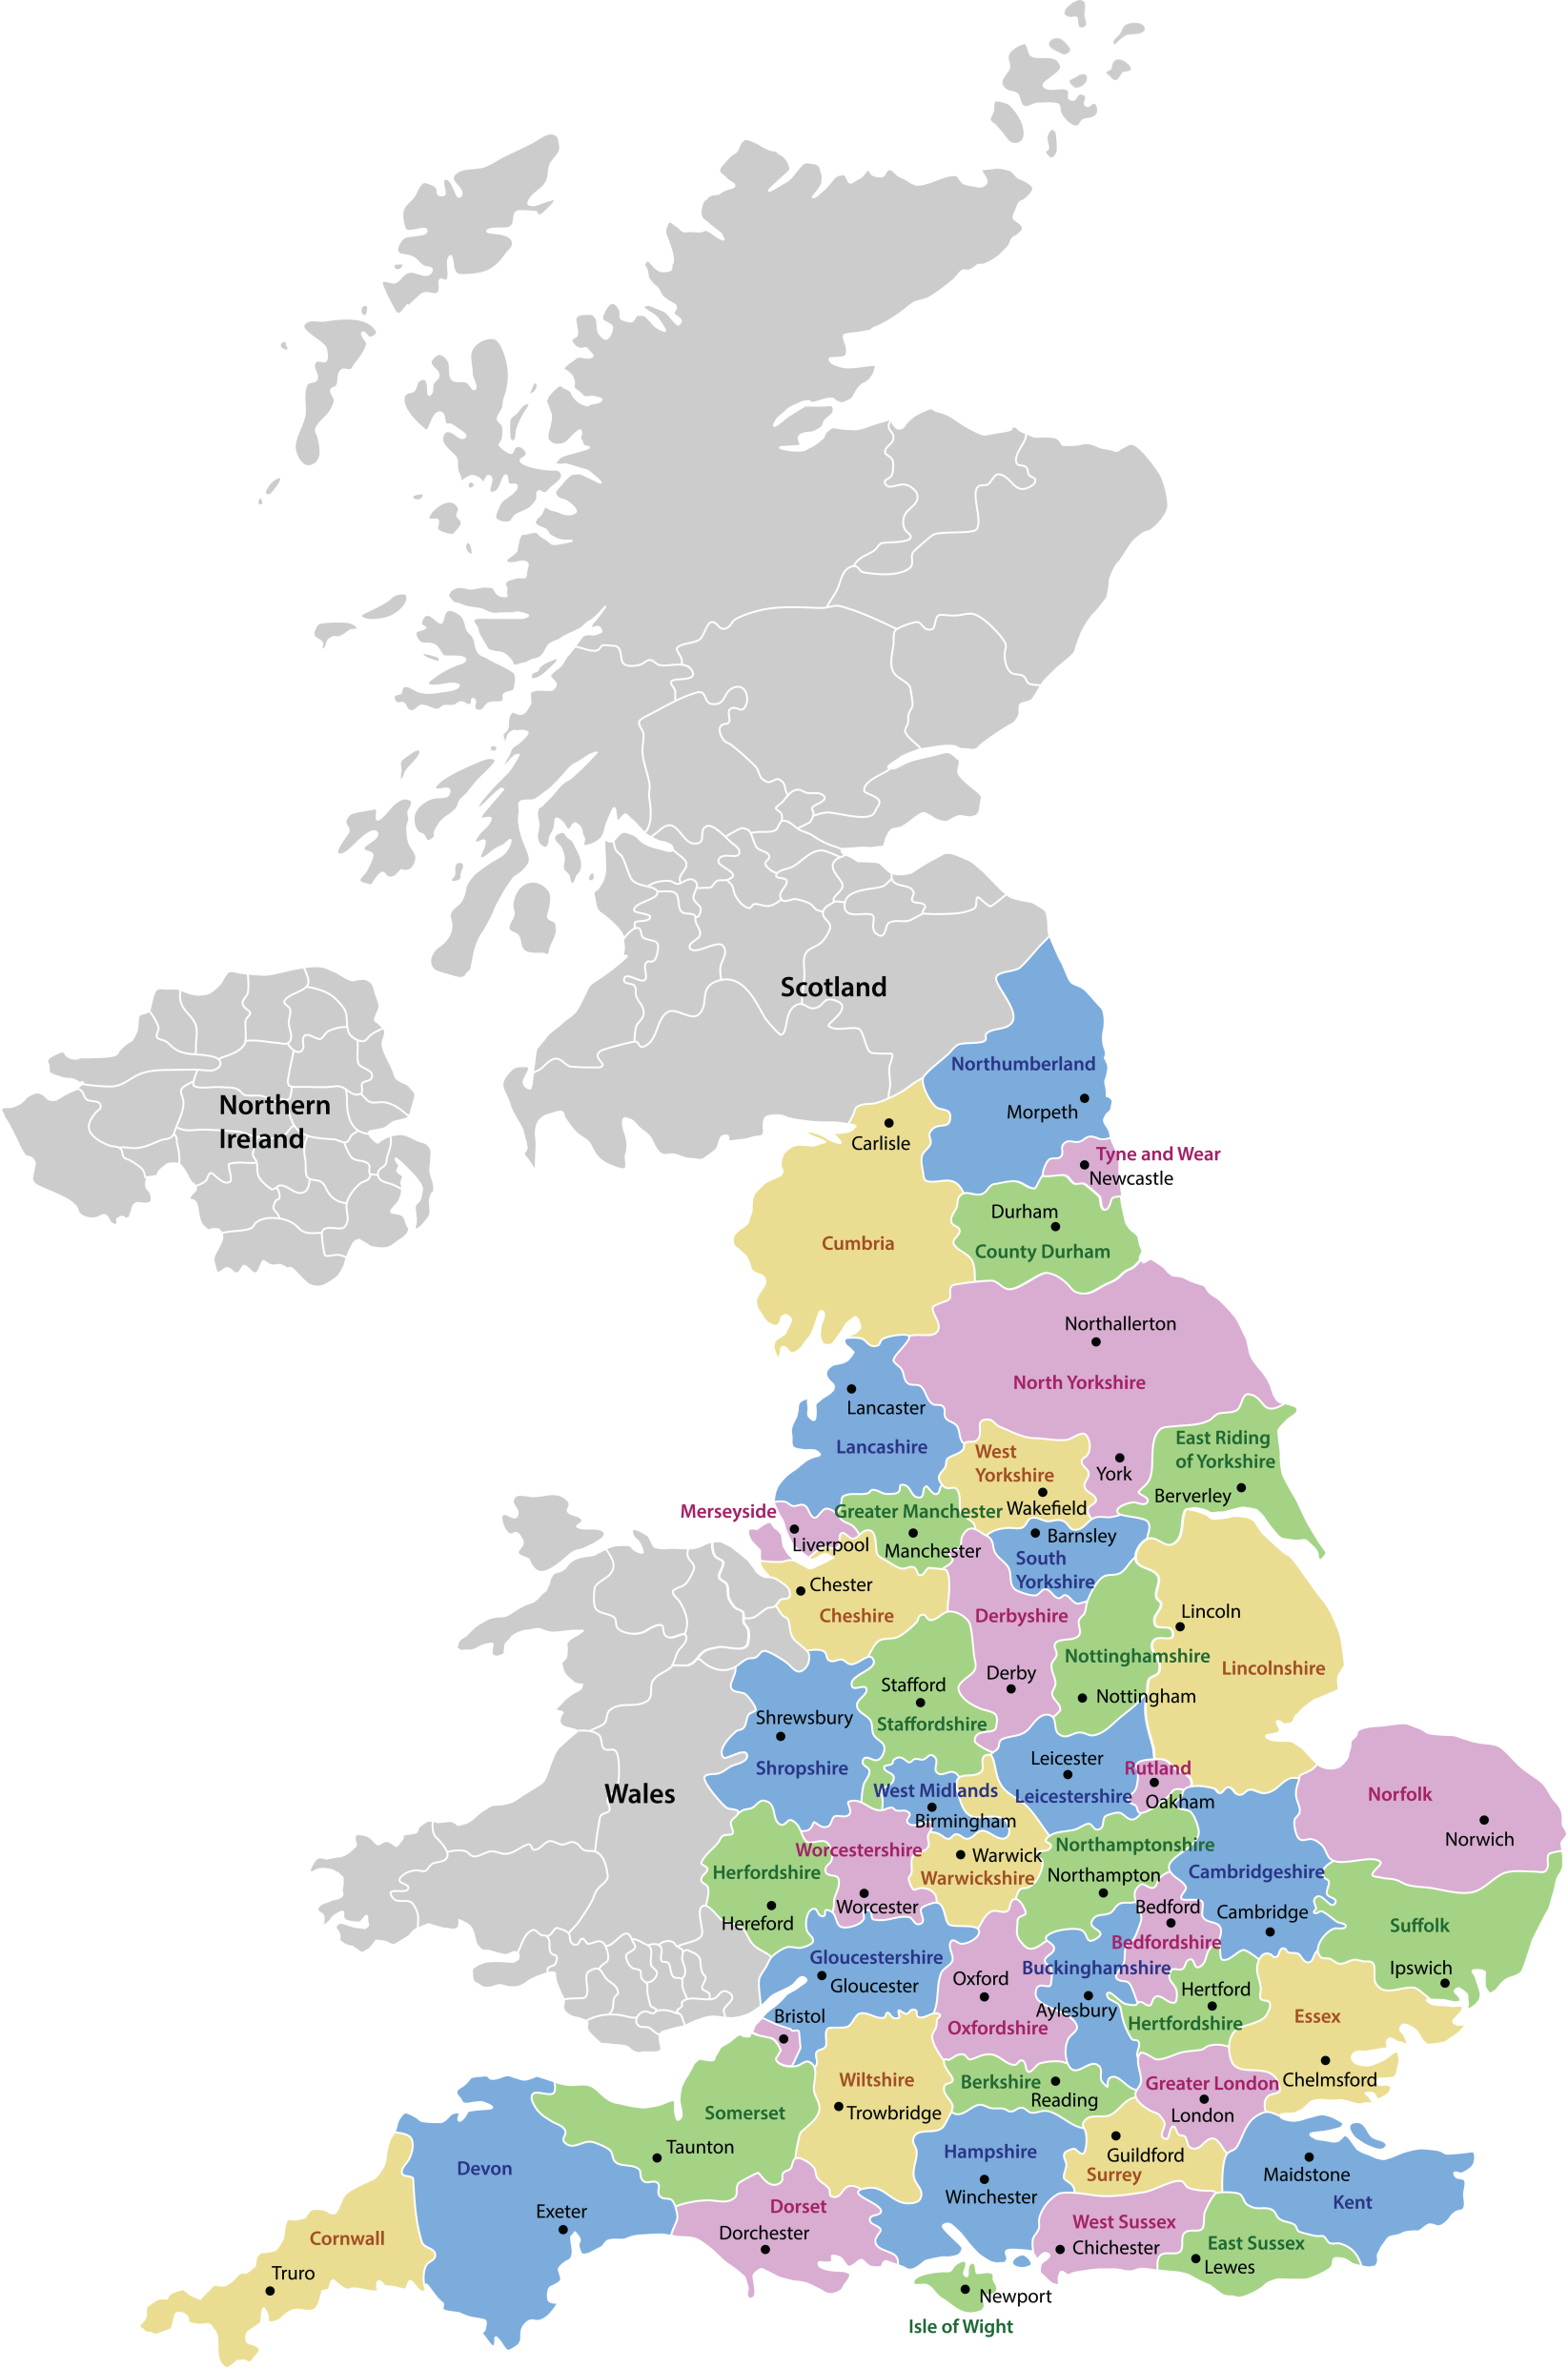 Scotland
Northumberland
Morpeth
Northern
Ireland
Carlisle
Tyne and Wear
Newcastle
Durham
Cumbria
County Durham
Northallerton
North Yorkshire
Lancaster
Lancashire
East Riding
of Yorkshire
West
Yorkshire
York
Berverley
Wakefield
Merseyside
Greater Manchester
Liverpool
Manchester
Barnsley
South
Yorkshire
Chester
Cheshire
Derbyshire
Lincoln
Nottinghamshire
Lincolnshire
Derby
Stafford
Nottingham
Shrewsbury
Staffordshire
Leicester
Shropshire
Rutland
West Midlands
Wales
Leicestershire
Oakham
Norfolk
Birmingham
Norwich
Worcestershire
Northamptonshire
Warwick
Herfordshire
Warwickshire
Northampton
Cambridgeshire
Worcester
Bedford
Cambridge
Hereford
Suffolk
Bedfordshire
Gloucestershire
Buckinghamshire
Ipswich
Gloucester
Oxford
Hertford
Aylesbury
Bristol
Oxfordshire
Hertfordshire
Essex
Wiltshire
Berkshire
Reading
Greater London
Chelmsford
Somerset
Trowbridge
London
Taunton
Hampshire
Guildford
Devon
Surrey
Maidstone
Winchester
Kent
Exeter
Dorset
Dorchester
West Sussex
Cornwall
Chichester
East Sussex
Lewes
Truro
Newport
Isle of Wight